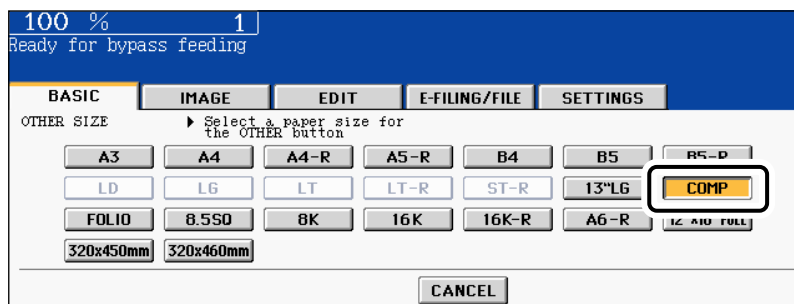 100 % 1
Ready for bypass feeding
BASIC IMAGE EDIT E-FILING/FILE SETTINGS
OTHER SIZE ▶ Select a paper size for
the OTHER button
A3 A4 A4-R A5-R B4 B5 B5-R
LD LG LT LT-R ST-R 13"LG COMP
FOLIO 8.5SQ 8K 16K 16K-R A6-R FULL
320x450mm 320x460mm
CANCEL